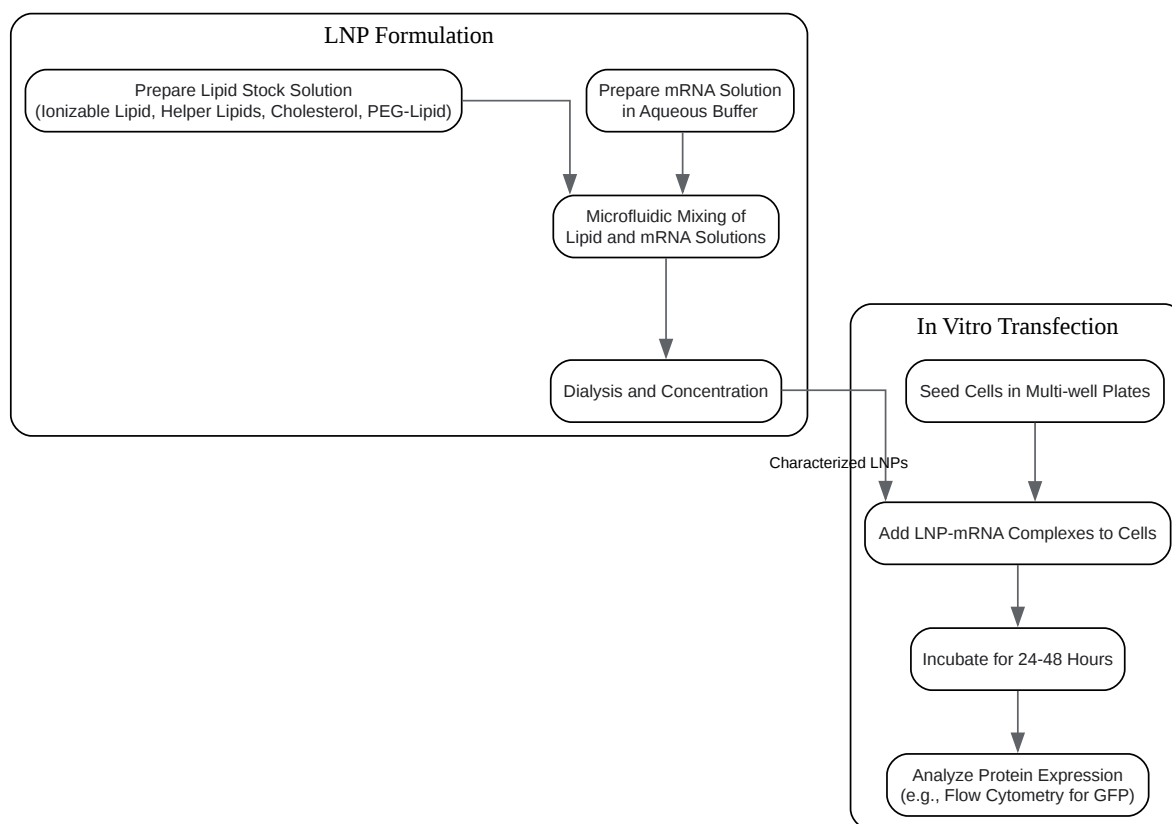 LNP Formulation
Prepare Lipid Stock Solution
(Ionizable Lipid, Helper Lipids, Cholesterol, PEG-Lipid)
Prepare mRNA Solution
in Aqueous Buffer
Microfluidic Mixing of
Lipid and mRNA Solutions
Dialysis and Concentration
Characterized LNPs
In Vitro Transfection
Seed Cells in Multi-well Plates
Add LNP-mRNA Complexes to Cells
Incubate for 24-48 Hours
Analyze Protein Expression
(e.g., Flow Cytometry for GFP)